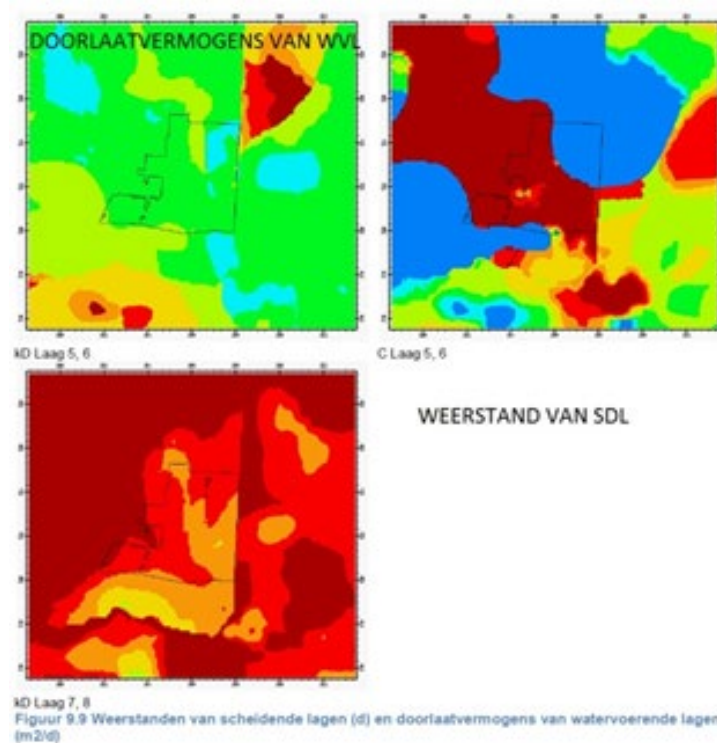 DOORLAATVERMOGENS VAN WVL
kD Laag 5, 6
C Laag 5, 6
WEERSTAND VAN SDL
kD Laag 7, 8
Figuur 9.9 Weerstanden van scheidende lagen (d) en doorlaatvermogens van watervoerende lagen
(m2/d)